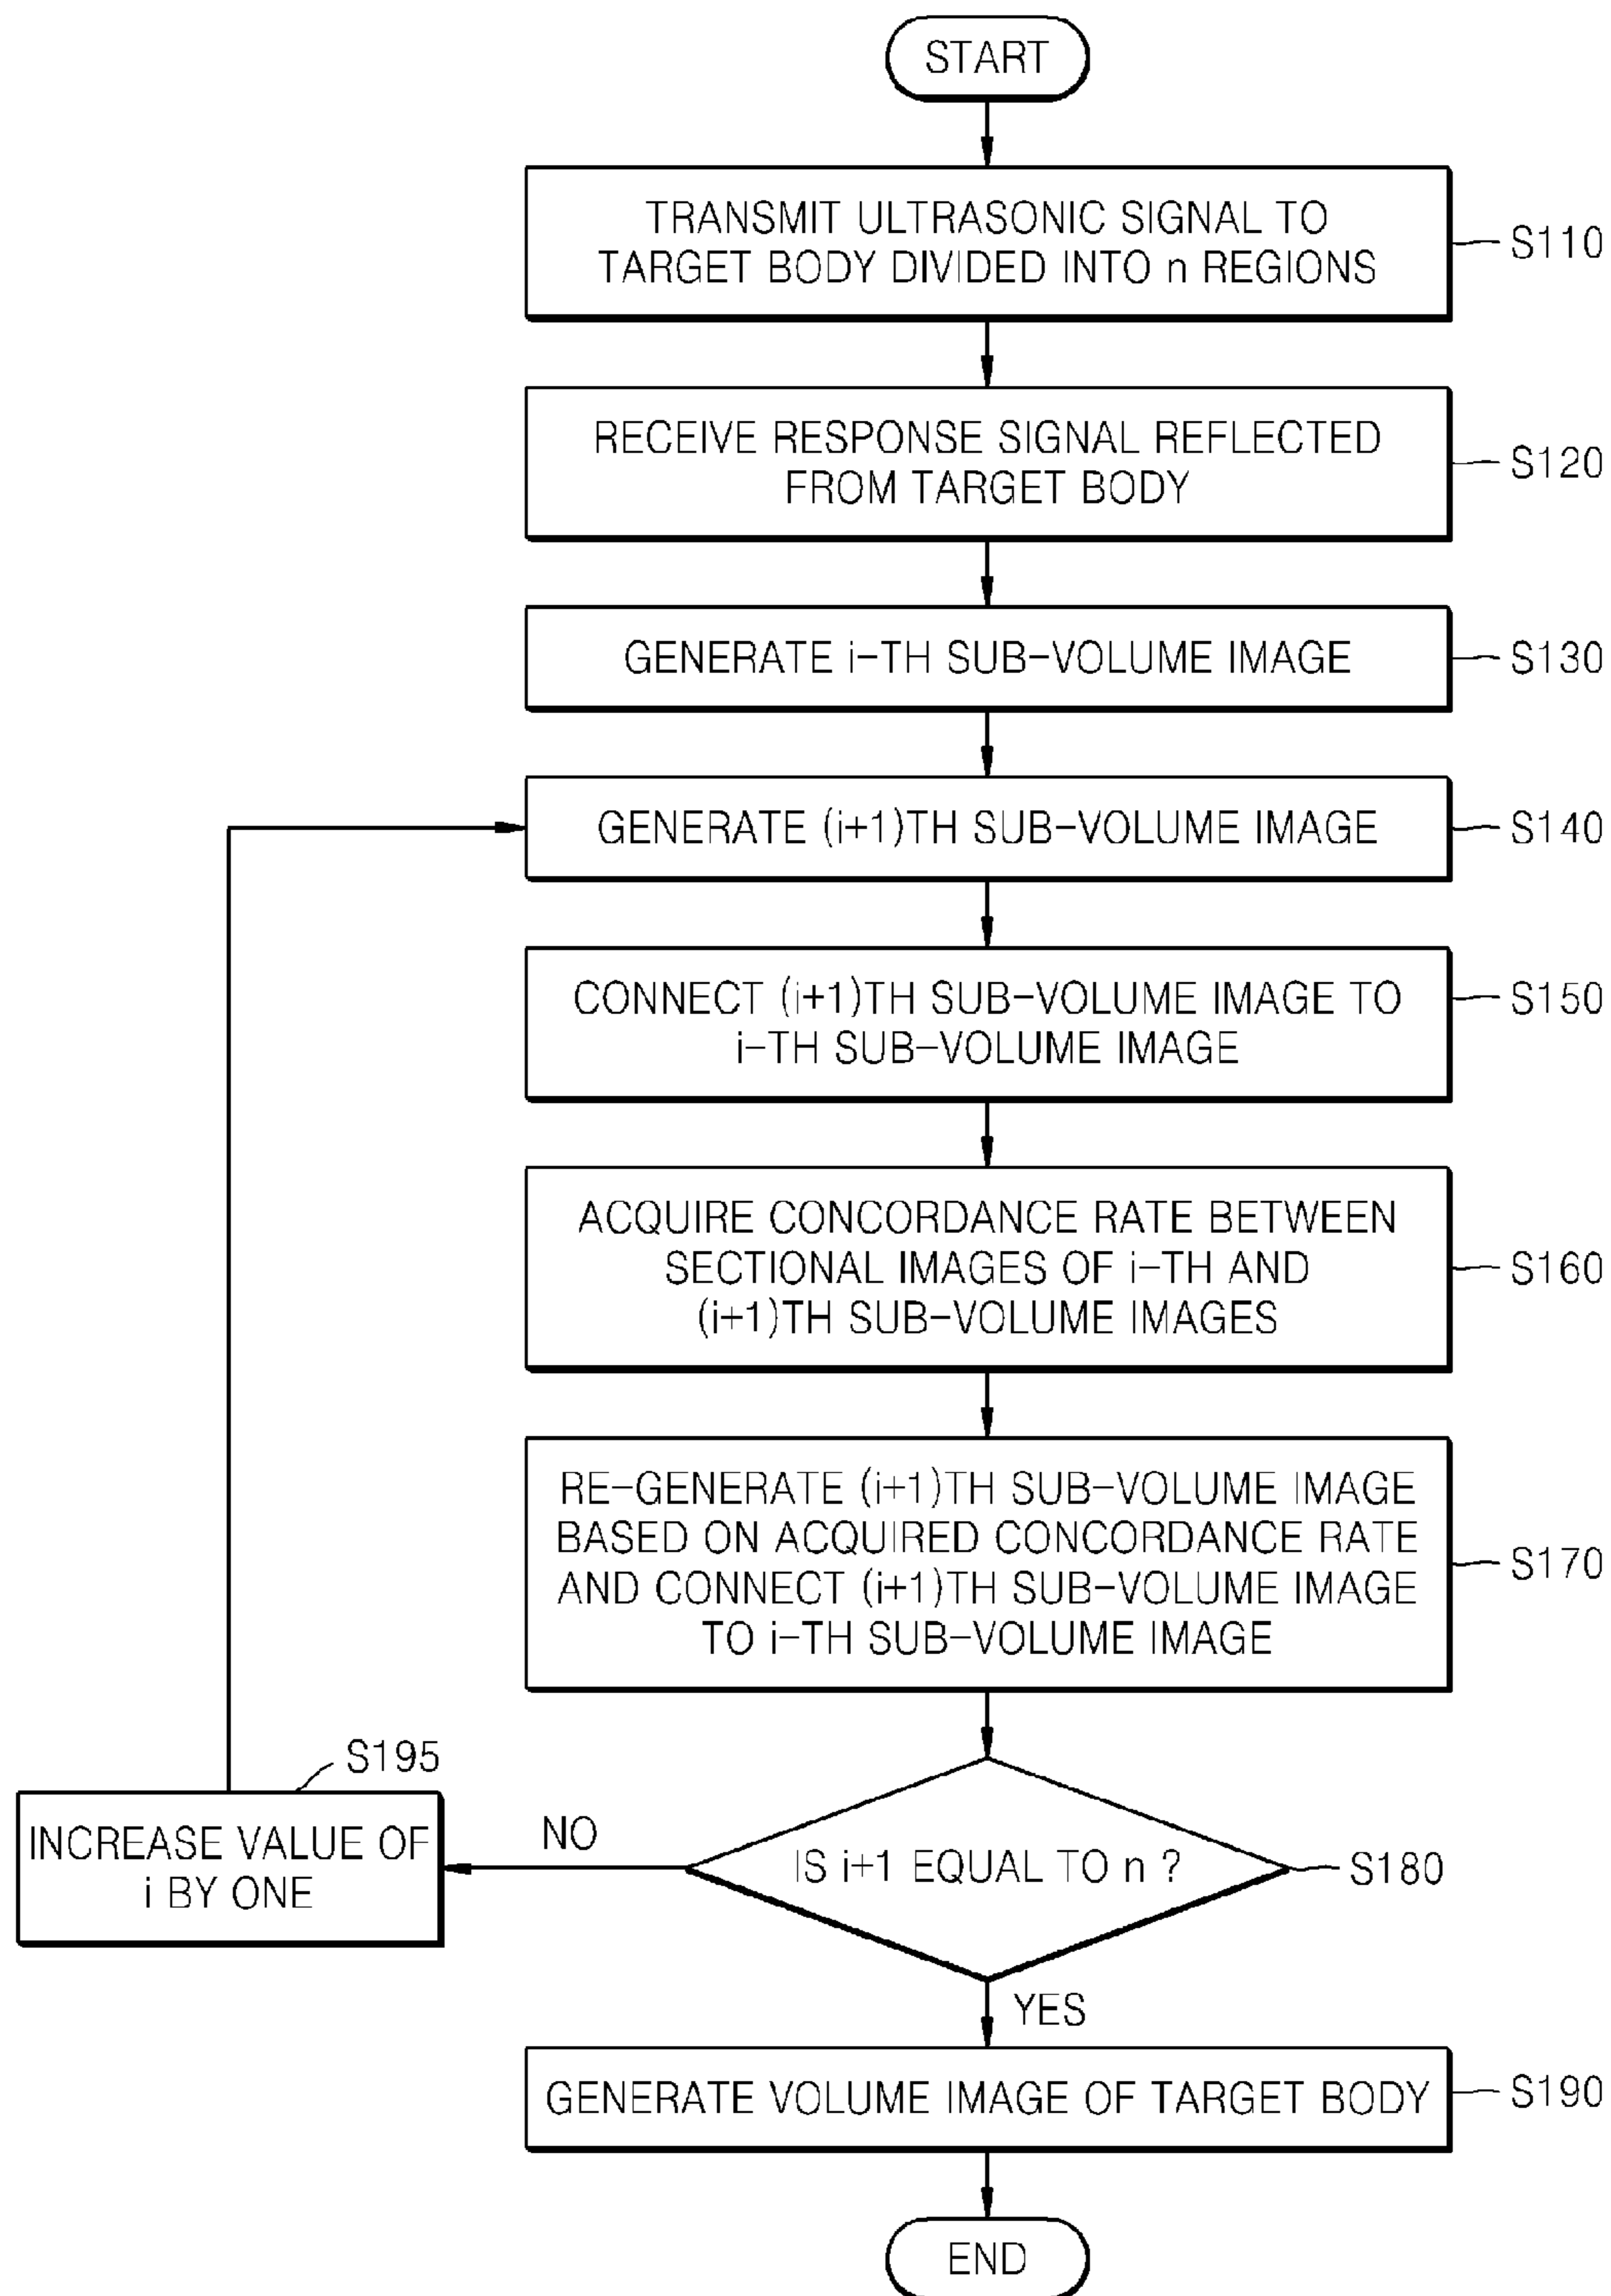 START
TRANSMIT ULTRASONIC SIGNAL TO
TARGET BODY DIVIDED INTO n REGIONS
S110
RECEIVE RESPONSE SIGNAL REFLECTED
FROM TARGET BODY
S120
GENERATE i-TH SUB-VOLUME IMAGE
S130
GENERATE (i+1)TH SUB-VOLUME IMAGE
S140
CONNECT (i+1)TH SUB-VOLUME IMAGE TO
i-TH SUB-VOLUME IMAGE
S150
ACQUIRE CONCORDANCE RATE BETWEEN
SECTIONAL IMAGES OF i-TH AND
(i+1)TH SUB-VOLUME IMAGES
S160
RE-GENERATE (i+1)TH SUB-VOLUME IMAGE
BASED ON ACQUIRED CONCORDANCE RATE
AND CONNECT (i+1)TH SUB-VOLUME IMAGE
TO i-TH SUB-VOLUME IMAGE
S170
IS i+1 EQUAL TO n ?
S180
NO
S195
INCREASE VALUE OF
i BY ONE
YES
GENERATE VOLUME IMAGE OF TARGET BODY
S190
END